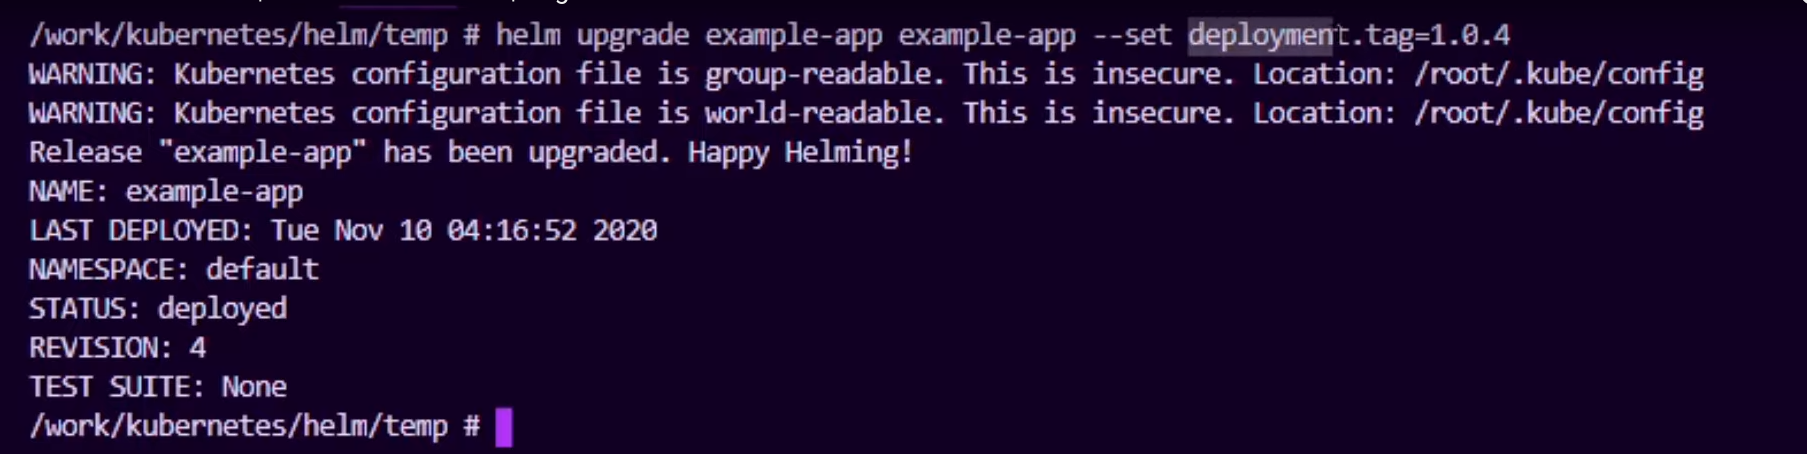 /work/kubernetes/helm/temp # helm upgrade example-app example-app --set deployment.tag=1.0.4
WARNING: Kubernetes configuration file is group-readable. This is insecure. Location: /root/.kube/config
WARNING: Kubernetes configuration file is world-readable. This is insecure. Location: /root/.kube/config
Release "example-app" has been upgraded. Happy Helming!
NAME: example-app
LAST DEPLOYED: Tue Nov 10 04:16:52 2020
NAMESPACE: default
STATUS: deployed
REVISION: 4
TEST SUITE: None
/work/kubernetes/helm/temp #